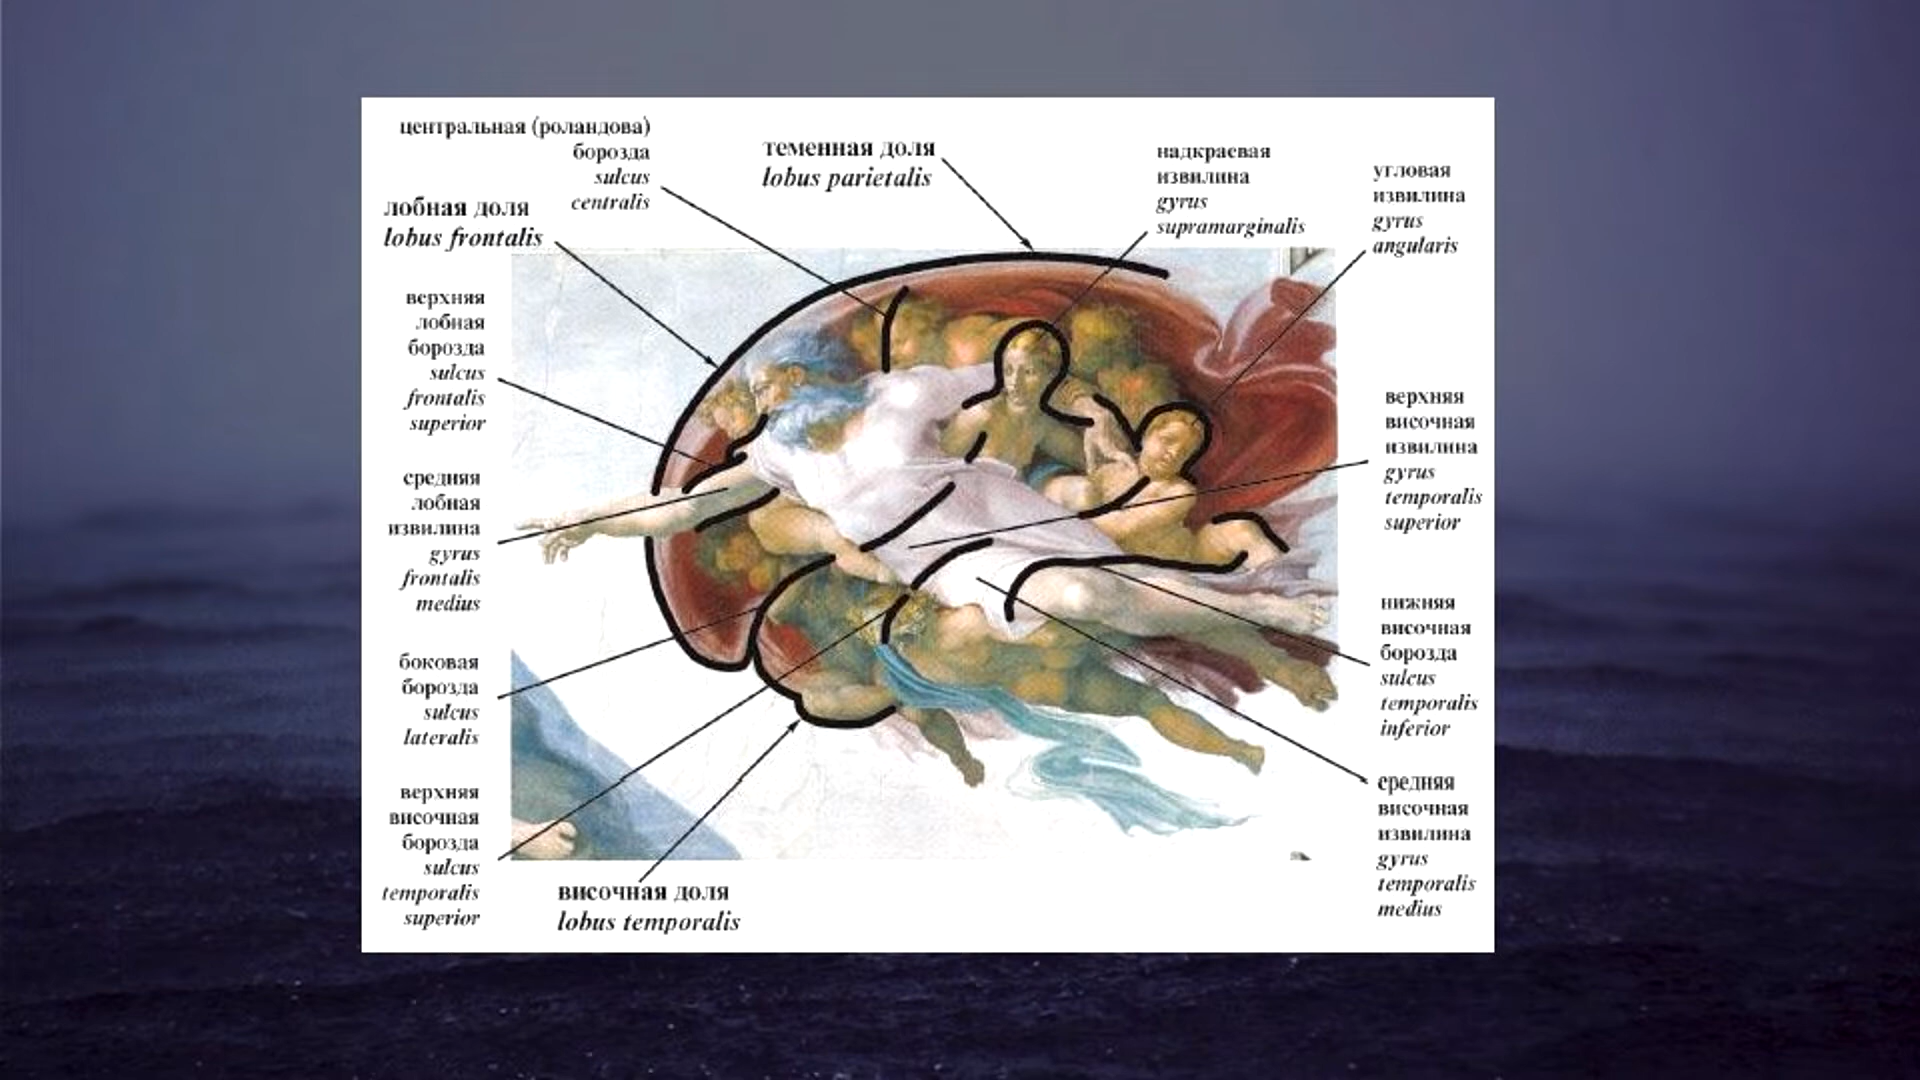 центральная (роландова)
борозда
sulcus
centralis
теменная доля
lobus parietalis
надкраевая
извилина
gyrus
supramarginalis
угловая
извилина
gyrus
angularis
лобная доля
lobus frontalis
верхняя
лобная
борозда
sulcus
frontalis
superior
средняя
лобная
извилина
gyrus
frontalis
medius
боковая
борозда
sulcus
lateralis
верхняя
височная
борозда
sulcus
temporalis
superior
височная доля
lobus temporalis
верхняя
височная
извилина
gyrus
temporalis
superior
нижняя
височная
борозда
sulcus
temporalis
inferior
средняя
височная
извилина
gyrus
temporalis
medius